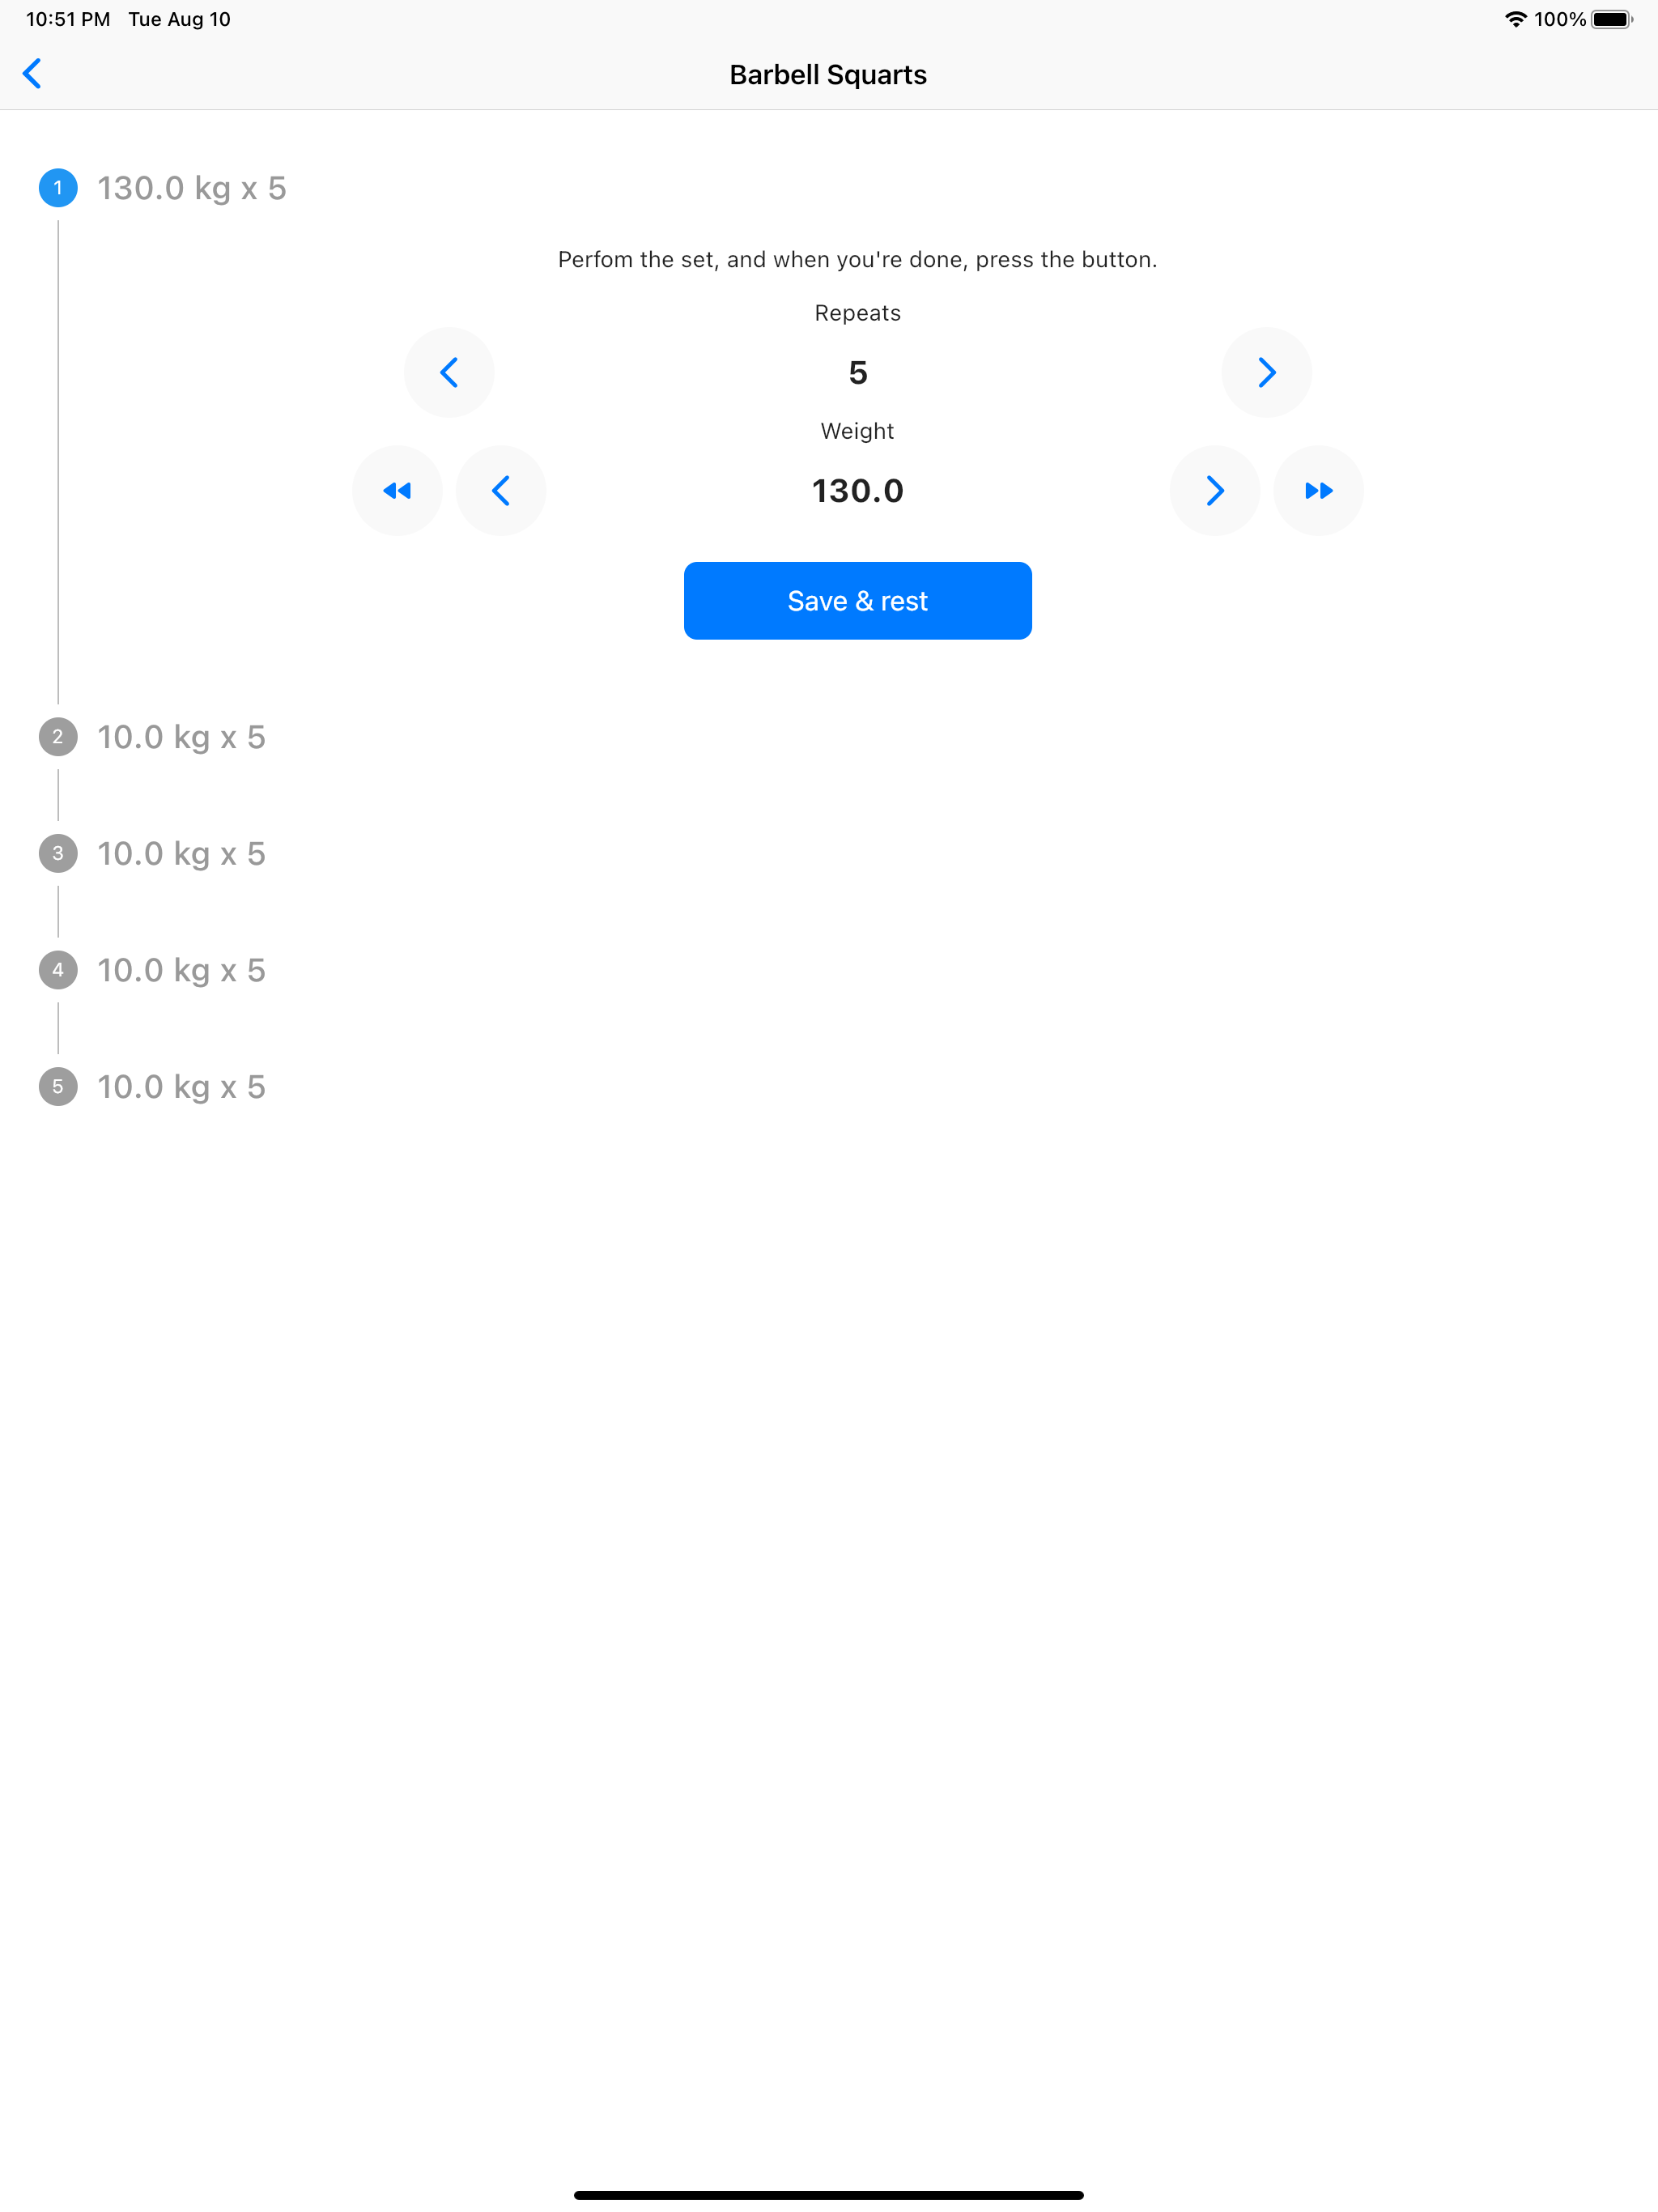 10:51 PM Tue Aug 10 100%
Barbell Squarts
1 130.0 kg x 5
Perfom the set, and when you're done, press the button.
Repeats
5
Weight
130.0
Save & rest
2 10.0 kg x 5
3 10.0 kg x 5
4 10.0 kg x 5
5 10.0 kg x 5